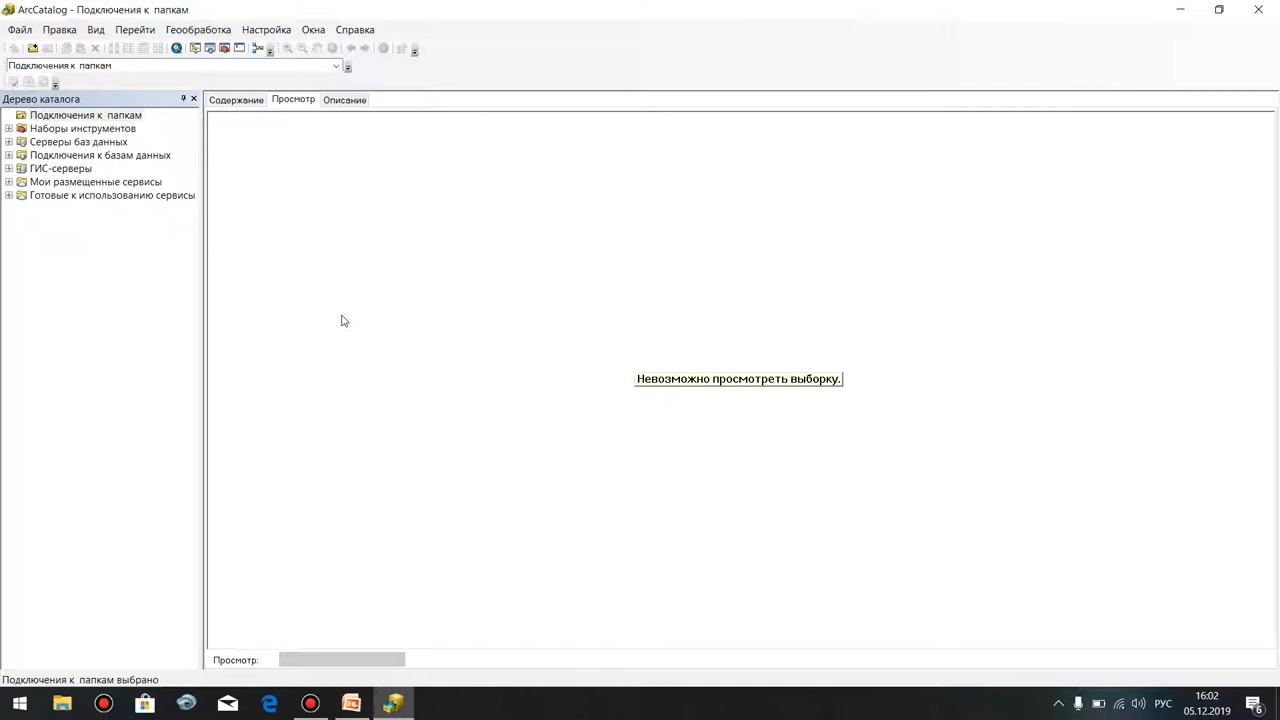 ArcCatalog - Подключения к папкам
Файл Правка Вид Перейти Геообработка Настройка Окна Справка
Подключения к папкам
Дерево каталога
Содержание Просмотр Описание
Подключения к папкам
Наборы инструментов
Серверы баз данных
Подключения к базам данных
ГИС-серверы
Мои размещенные сервисы
Готовые к использованию сервисы
Невозможно просмотреть выборку.
Просмотр:
Подключения к папкам выбрано
РУС
16:02
05.12.2019
6